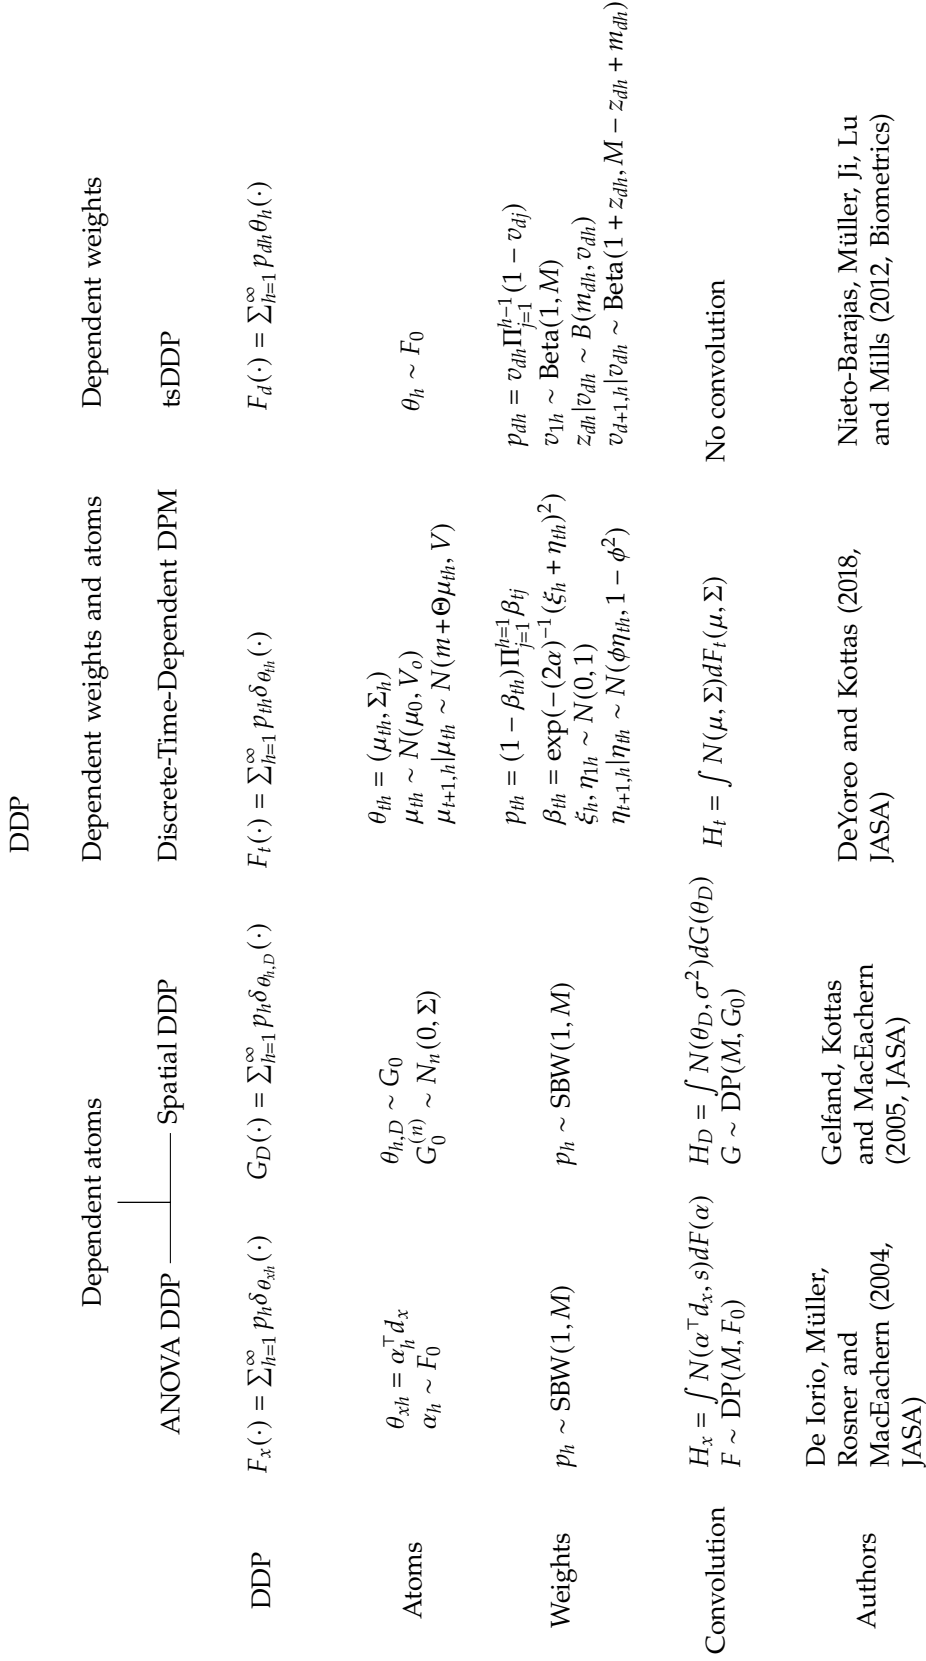 DDP
Dependent atoms
Dependent weights and atoms
Dependent weights
ANOVA DDP
Spatial DDP
Discrete-Time-Dependent DPM
tsDDP
DDP
F_x(·) = Σ_{h=1}^∞ p_h δ_{θ_{xh}}(·)
G_D(·) = Σ_{h=1}^∞ p_h δ_{θ_{h,D}}(·)
F_t(·) = Σ_{h=1}^∞ p_{th} δ_{θ_{th}}(·)
F_d(·) = Σ_{h=1}^∞ p_{dh} θ_h(·)
Atoms
θ_{xh} = α_h^⊤ d_x
α_h ~ F_0
θ_{h,D} ~ G_0
G_0^{(n)} ~ N_n(0, Σ)
θ_{th} = (μ_{th}, Σ_h)
μ_{th} ~ N(μ_0, V_o)
μ_{t+1,h}|μ_{th} ~ N(m+Θμ_{th}, V)
θ_h ~ F_0
Weights
p_h ~ SBW(1, M)
p_h ~ SBW(1, M)
p_{th} = (1 − β_{th})Π_{j=1}^{h=1} β_{tj}
β_{th} = exp(−(2α)^{−1}(ξ_h + η_{th})^2)
ξ_h, η_{1h} ~ N(0, 1)
η_{t+1,h}|η_{th} ~ N(ϕη_{th}, 1 − ϕ^2)
p_{dh} = v_{dh}Π_{j=1}^{h−1}(1 − v_{dj})
v_{1h} ~ Beta(1, M)
z_{dh}|v_{dh} ~ B(m_{dh}, v_{dh})
v_{d+1,h}|v_{dh} ~ Beta(1 + z_{dh}, M − z_{dh} + m_{dh})
Convolution
H_x = ∫ N(α^⊤ d_x, s)dF(α)
F ~ DP(M, F_0)
H_D = ∫ N(θ_D, σ^2)dG(θ_D)
G ~ DP(M, G_0)
H_t = ∫ N(μ, Σ)dF_t(μ, Σ)
No convolution
Authors
De Iorio, Müller,
Rosner and
MacEachern (2004,
JASA)
Gelfand, Kottas
and MacEachern
(2005, JASA)
DeYoreo and Kottas (2018,
JASA)
Nieto-Barajas, Müller, Ji, Lu
and Mills (2012, Biometrics)